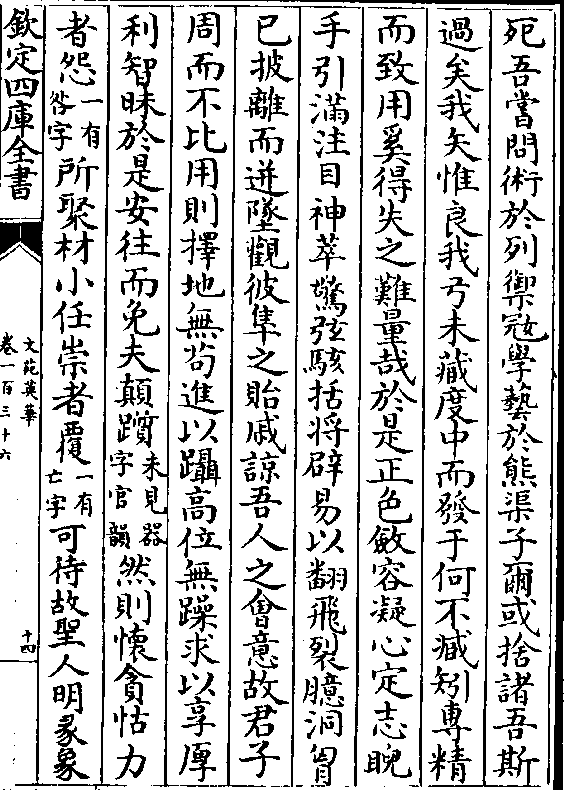 死吾嘗問術於列禦㓂學藝於熊渠子爾或捨諸吾斯
過矣我矢惟良我弓未藏度中而發于何不臧矧專精
而致用奚得失之難量哉於是正色斂容凝心定志睨
手引滿注目神萃驚弦駭括将辟易以翻飛裂臆洞胷
已披離而迸墜觀彼隼之貽戚諒吾人之㑹意故君子
周而不比用則擇地無苟進以躡髙位無躁求以享厚
利智昧於是安往而免夫顛躓未見器字官韻然則懐貪怙力
者怨一有咎字所聚材小任崇者覆一有亡字可待故聖人明彖象
欽定四庫全書
文苑英華
卷一百三十六
十四